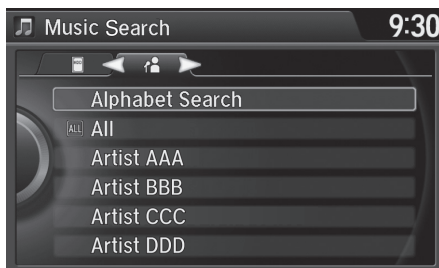 Music Search
9:30
Alphabet Search
ALL All
Artist AAA
Artist BBB
Artist CCC
Artist DDD